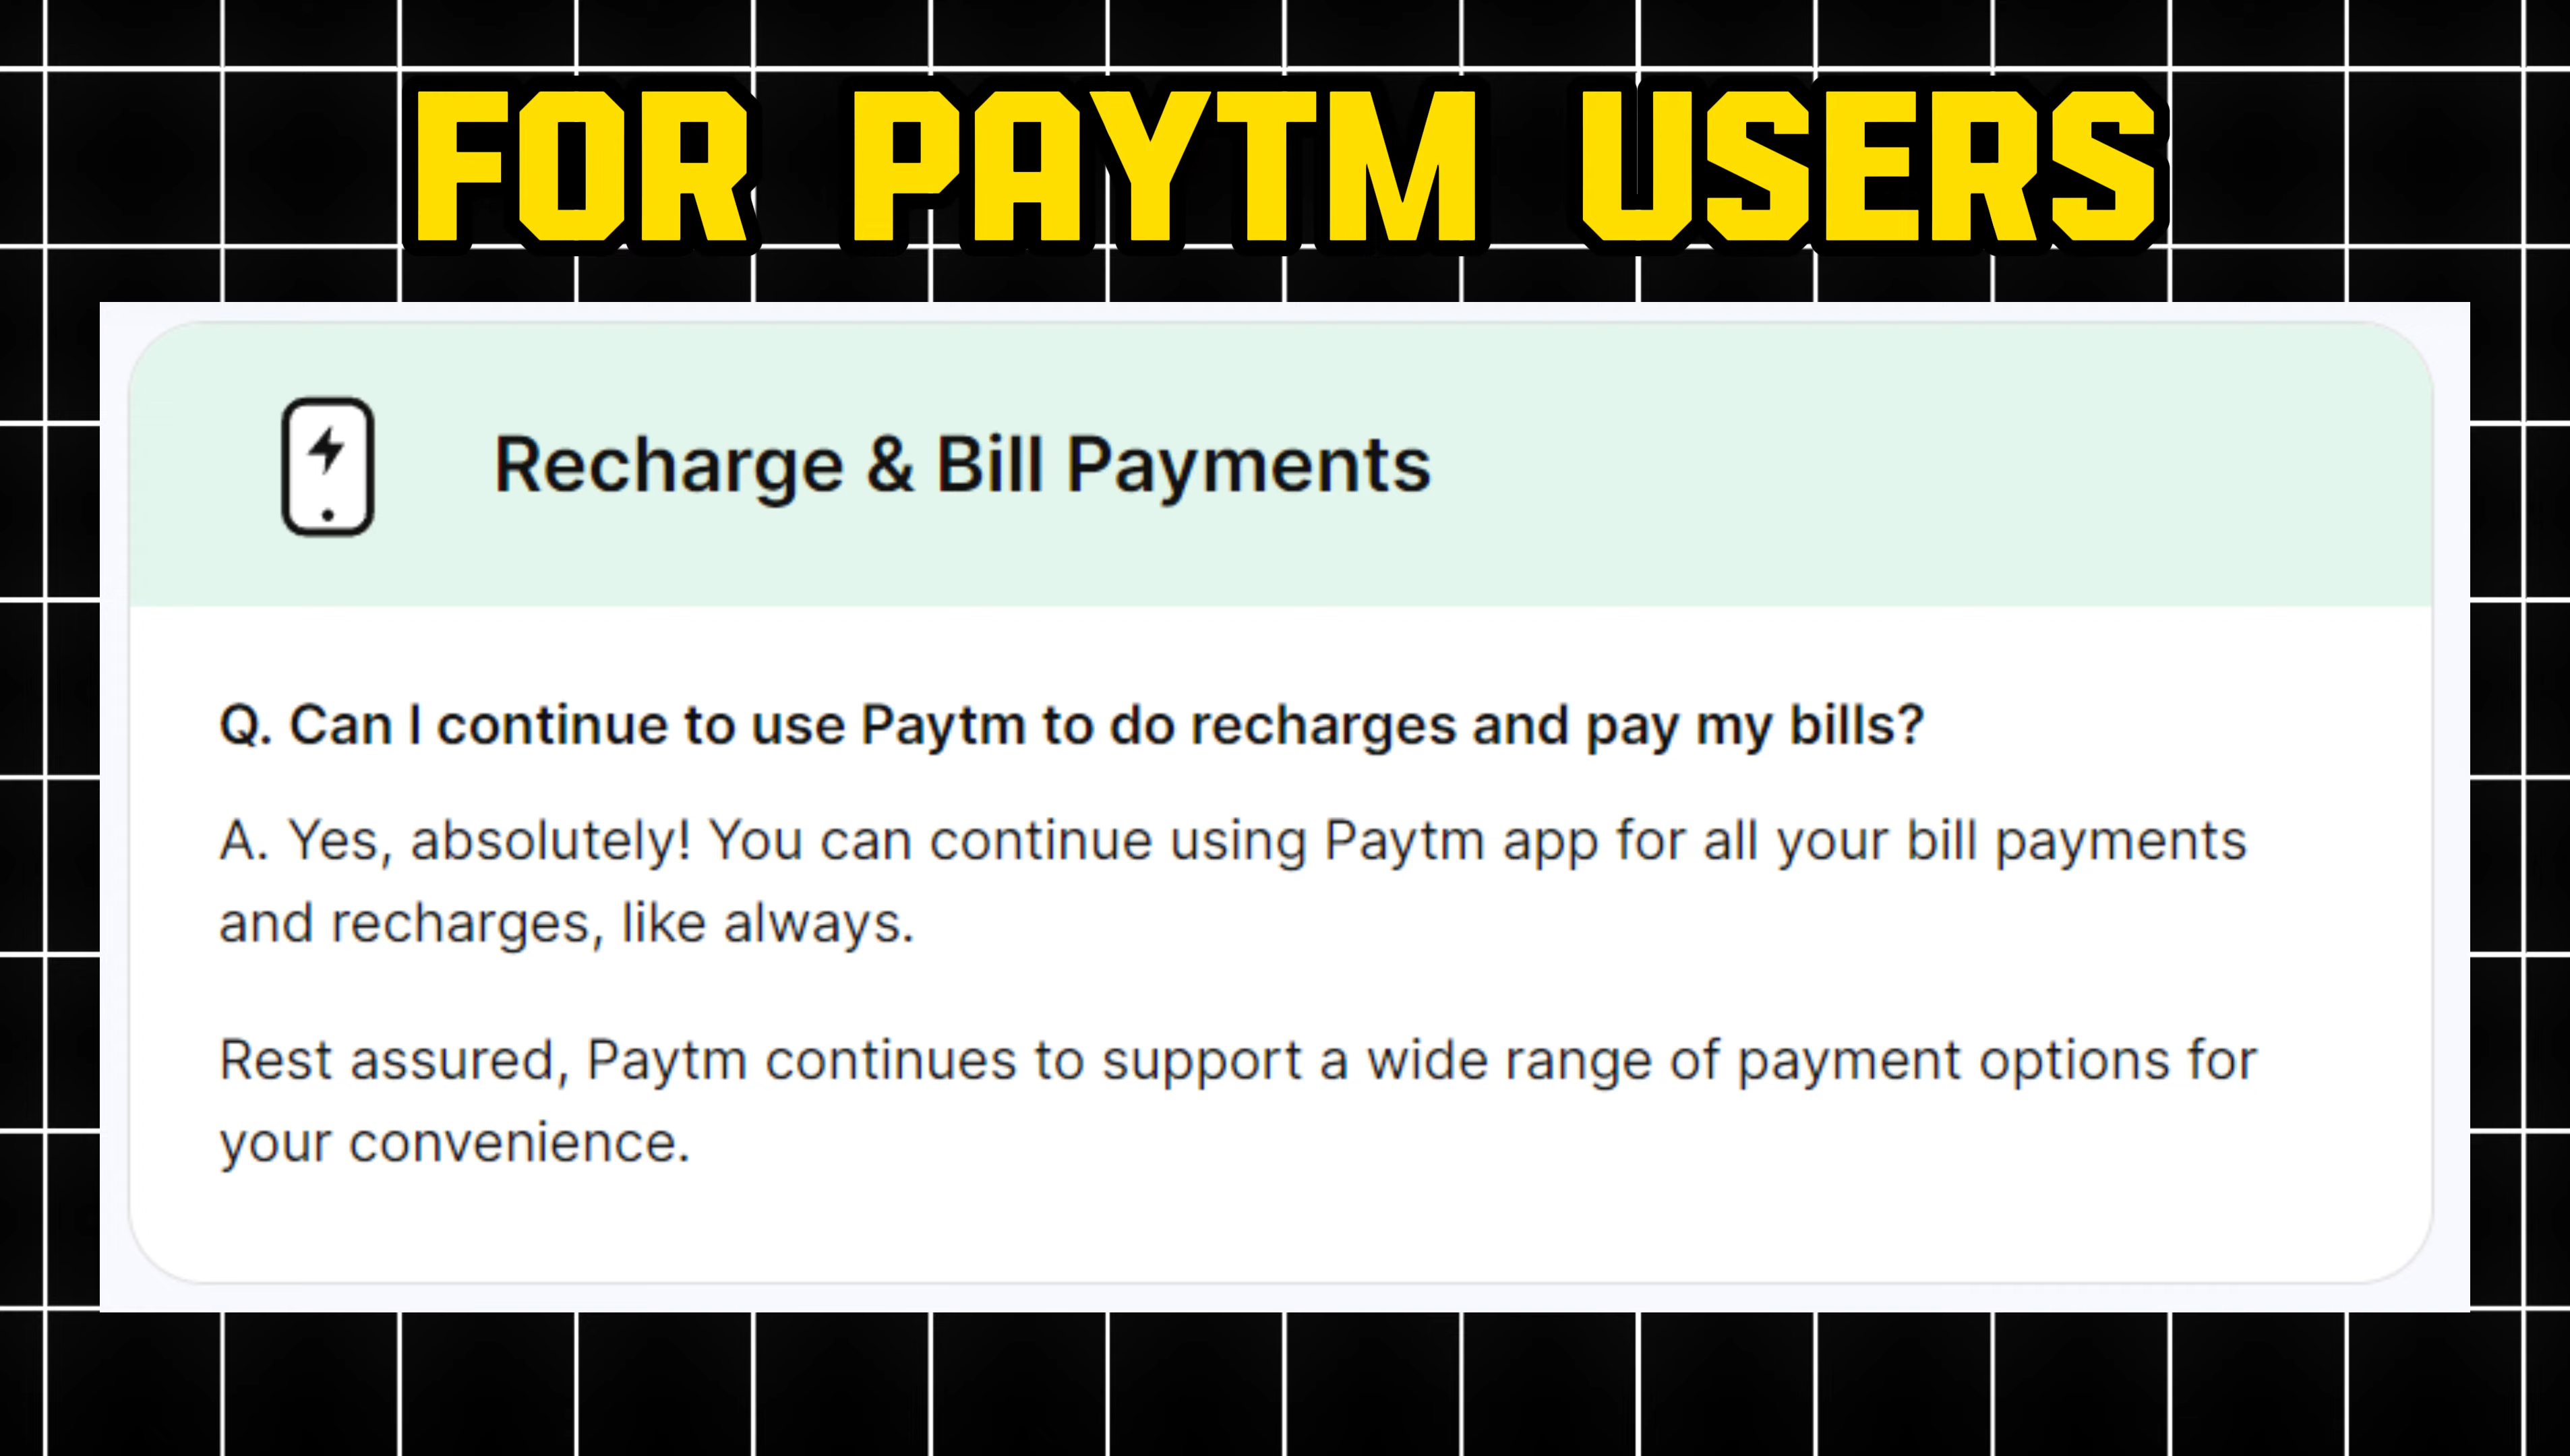 FOR PAYTM USERS
Recharge & Bill Payments
Q. Can I continue to use Paytm to do recharges and pay my bills?
A. Yes, absolutely! You can continue using Paytm app for all your bill payments
and recharges, like always.
Rest assured, Paytm continues to support a wide range of payment options for
your convenience.